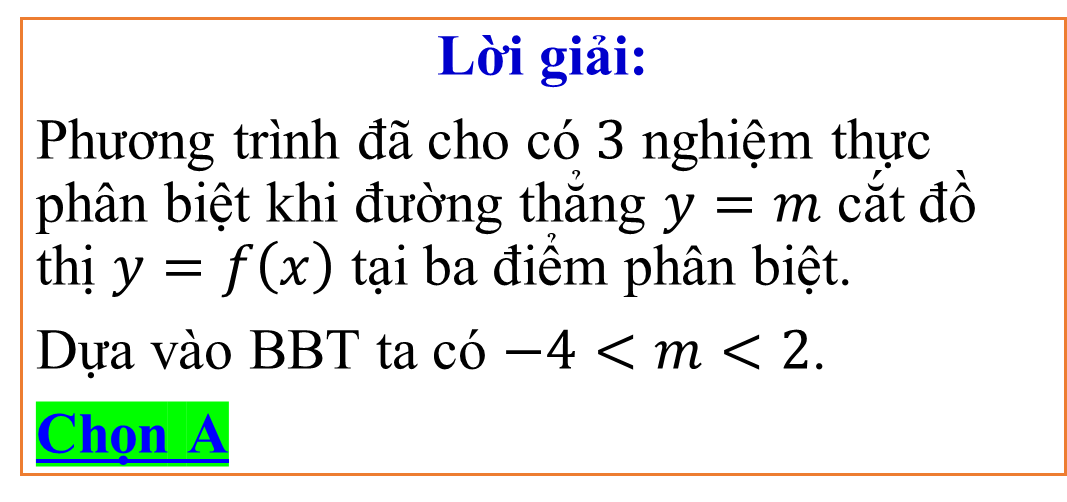 Lời giải:
Phương trình đã cho có 3 nghiệm thực
phân biệt khi đường thẳng y = m cắt đồ
thị y = f(x) tại ba điểm phân biệt.
Dựa vào BBT ta có −4 < m < 2.
Chọn A